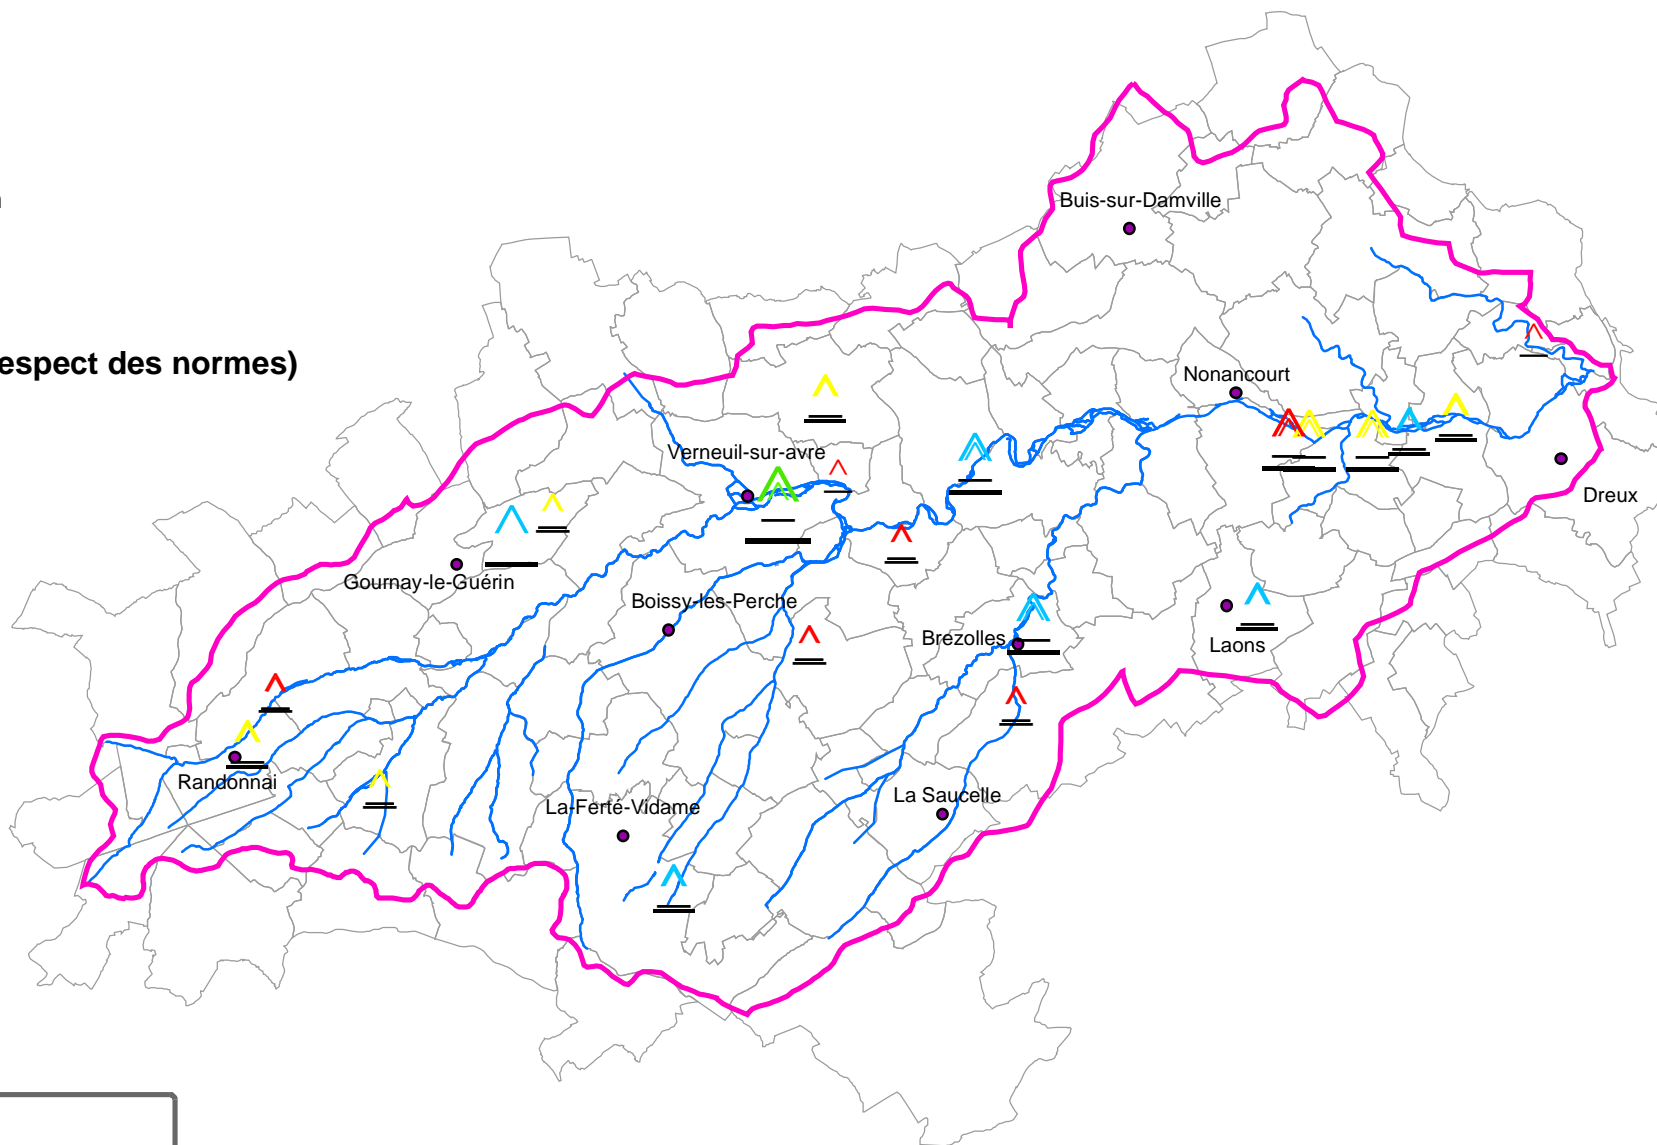 Buis-sur-Damville
espect des normes)
Nonancourt
Verneuil-sur-avre
Dreux
Gournay-le-Guérin
Boissy-lès-Perche
Brezolles
Laons
Randonnai
La-Ferté-Vidame
La Saucelle